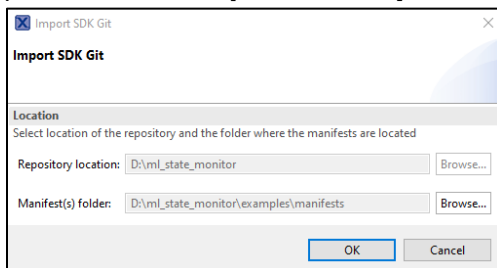 Import SDK Git
Import SDK Git
Location
Select location of the repository and the folder where the manifests are located
Repository location: D:\ml_state_monitor Browse...
Manifest(s) folder: D:\ml_state_monitor\examples\manifests Browse...
OK Cancel